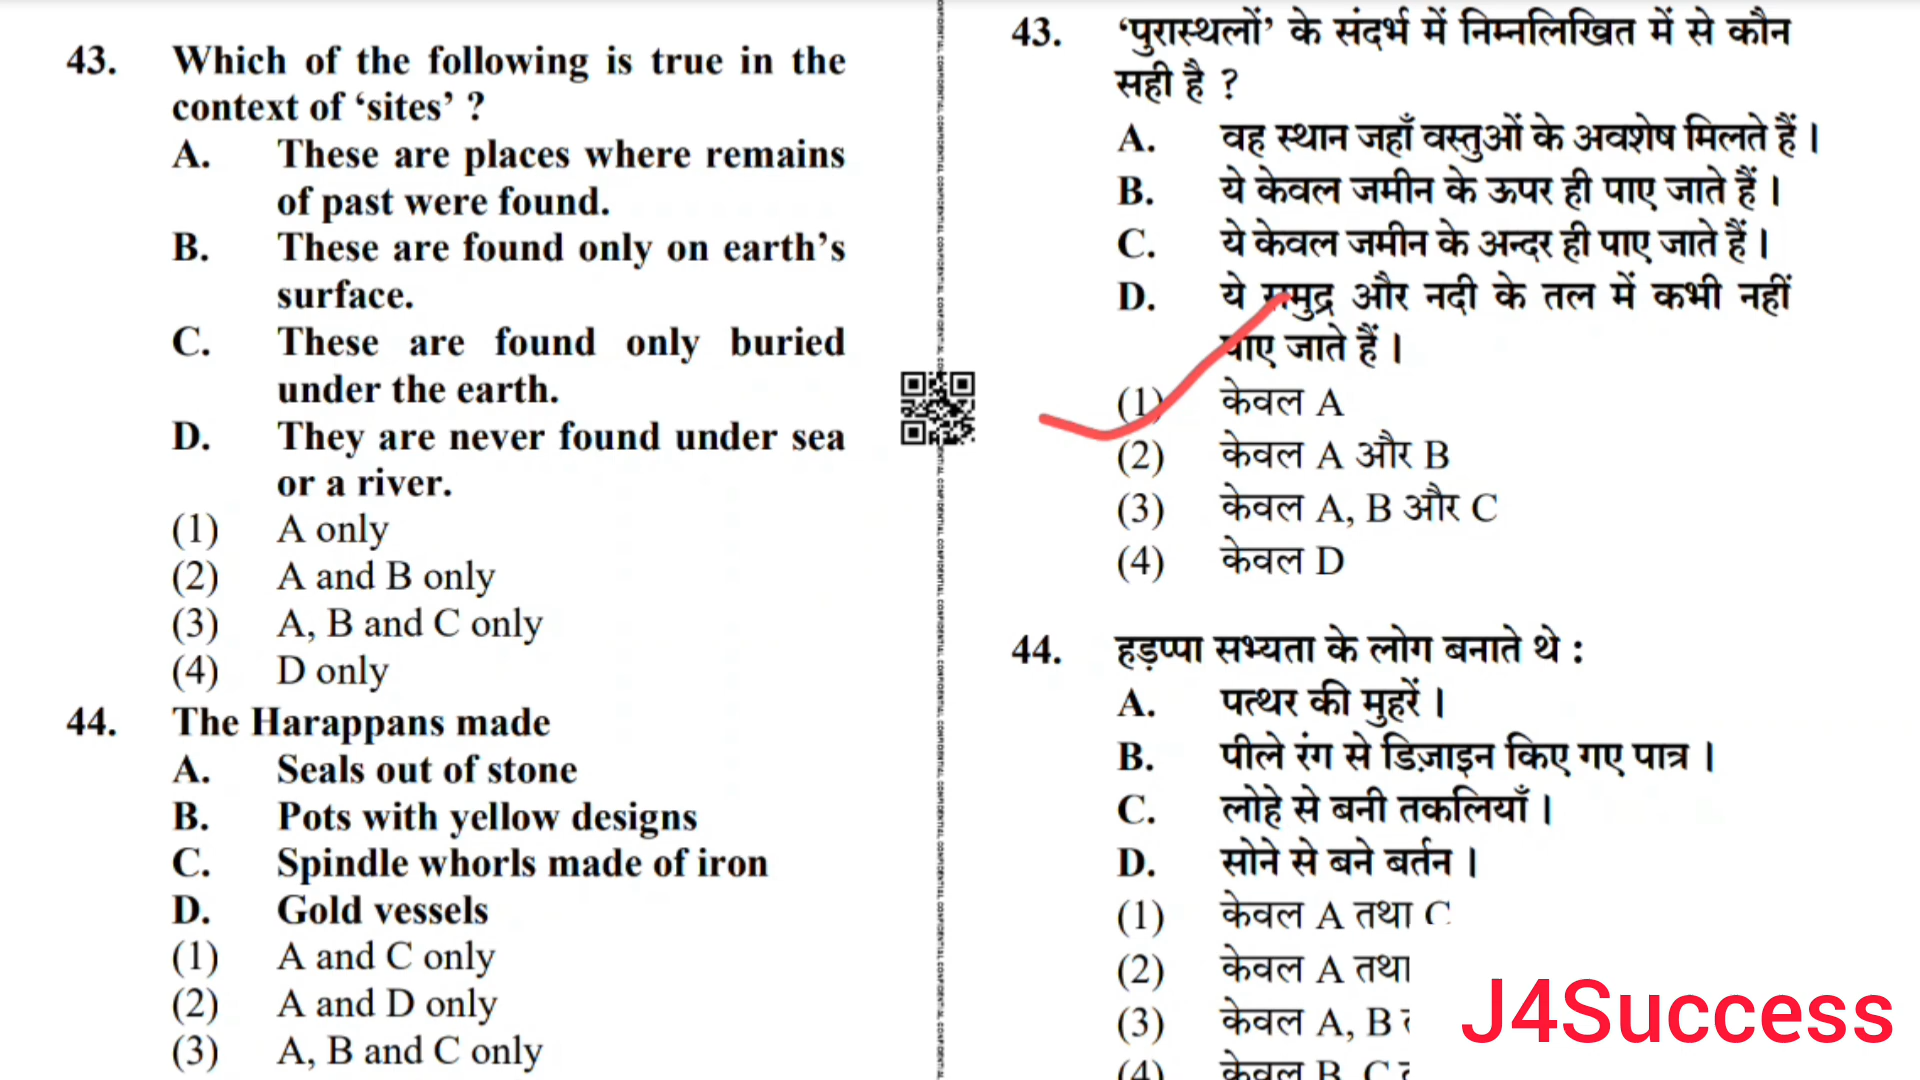 43. Which of the following is true in the
context of ‘sites’ ?
A. These are places where remains
of past were found.
B. These are found only on earth’s
surface.
C. These are found only buried
under the earth.
D. They are never found under sea
or a river.
(1) A only
(2) A and B only
(3) A, B and C only
(4) D only
44. The Harappans made
A. Seals out of stone
B. Pots with yellow designs
C. Spindle whorls made of iron
D. Gold vessels
(1) A and C only
(2) A and D only
(3) A, B and C only
43. ‘पुरास्थलों’ के संदर्भ में निम्नलिखित में से कौन
सही है ?
A. वह स्थान जहाँ वस्तुओं के अवशेष मिलते हैं।
B. ये केवल जमीन के ऊपर ही पाए जाते हैं।
C. ये केवल जमीन के अन्दर ही पाए जाते हैं।
D. ये समुद्र और नदी के तल में कभी नहीं
पाए जाते हैं।
(1) केवल A
(2) केवल A और B
(3) केवल A, B और C
(4) केवल D
44. हड़प्पा सभ्यता के लोग बनाते थे :
A. पत्थर की मुहरें।
B. पीले रंग से डिज़ाइन किए गए पात्र।
C. लोहे से बनी तकलियाँ।
D. सोने से बने बर्तन।
(1) केवल A तथा C
(2) केवल A तथा
(3) केवल A, B
(4) केवल B, C
J4Success